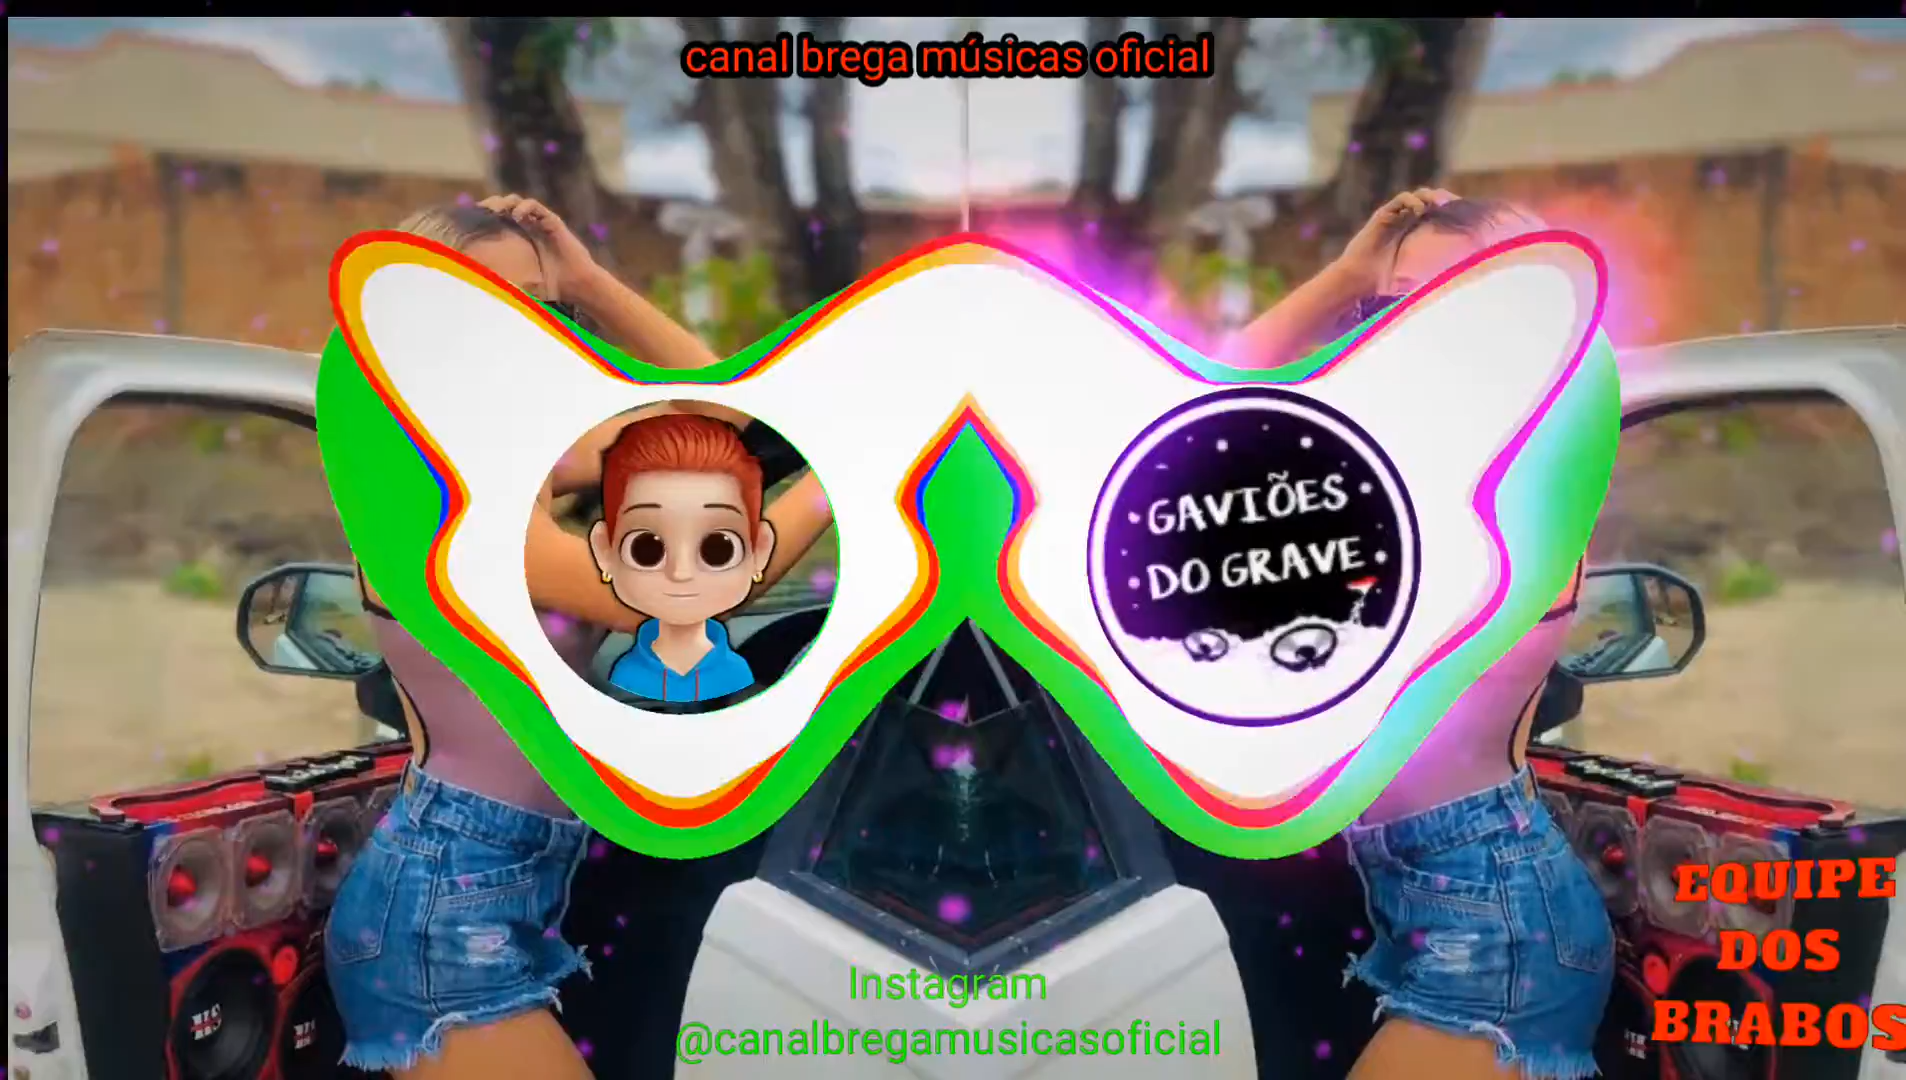 canal brega músicas oficial
GAVIÕES
DO GRAVE
EQUIPE
DOS
BRABOS
Instagram
@canalbregamusicasoficial